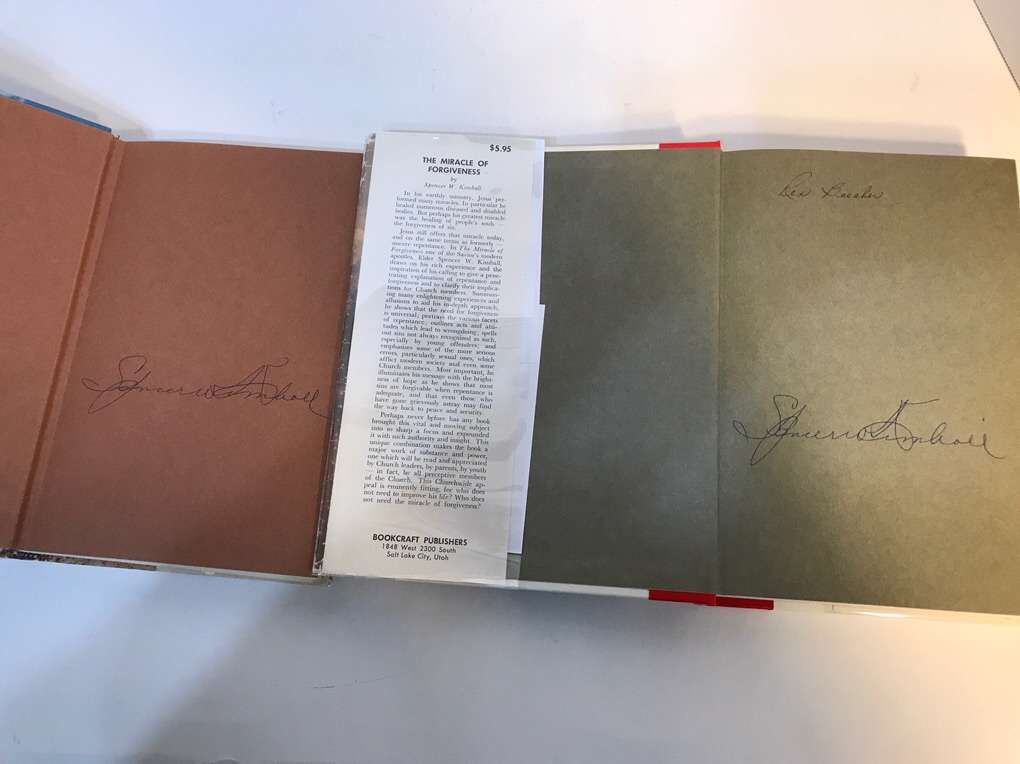 Spencer W Kimball
$5.95
THE MIRACLE OF
FORGIVENESS
by
Spencer W. Kimball
In his earthly ministry, Jesus per-
formed many miracles. In particular he
healed numerous diseased and disabled
bodies. But perhaps his greatest miracle
was the healing of people's souls —
the forgiveness of sin.
Jesus still offers that miracle today,
and on the same terms as formerly —
sincere repentance. In The Miracle of
Forgiveness one of the Savior's modern
apostles, Elder Spencer W. Kimball,
draws on his rich experience and the
inspiration of his calling to give a pene-
trating explanation of repentance and
forgiveness and to clarify their implica-
tions for Church members. Summon-
ing many enlightening experiences and
allusions to aid his in-depth approach,
he shows that the need for forgiveness
is universal; portrays the various facets
of repentance; outlines acts and atti-
tudes which lead to wrongdoing; spells
out sins not always recognized as such,
especially by young offenders; and
emphasizes some of the more serious
errors, particularly sexual ones, which
afflict modern society and even some
Church members. Most important, he
illuminates his message with the bright-
ness of hope as he shows that most
sins are forgivable when repentance is
adequate, and that even those who
have gone grievously astray may find
the way back to peace and security.
Perhaps never before has any book
brought this vital and moving subject
into so sharp a focus and expounded
it with such authority and insight. This
unique combination makes the book a
major work of substance and power,
one which will be read and appreciated
by Church leaders, by parents, by youth
— in fact, by all perceptive members
of the Church. This Churchwide ap-
peal is eminently fitting, for who does
not need to improve his life? Who does
not need the miracle of forgiveness?
BOOKCRAFT PUBLISHERS
1848 West 2300 South
Salt Lake City, Utah
Spencer W Kimball